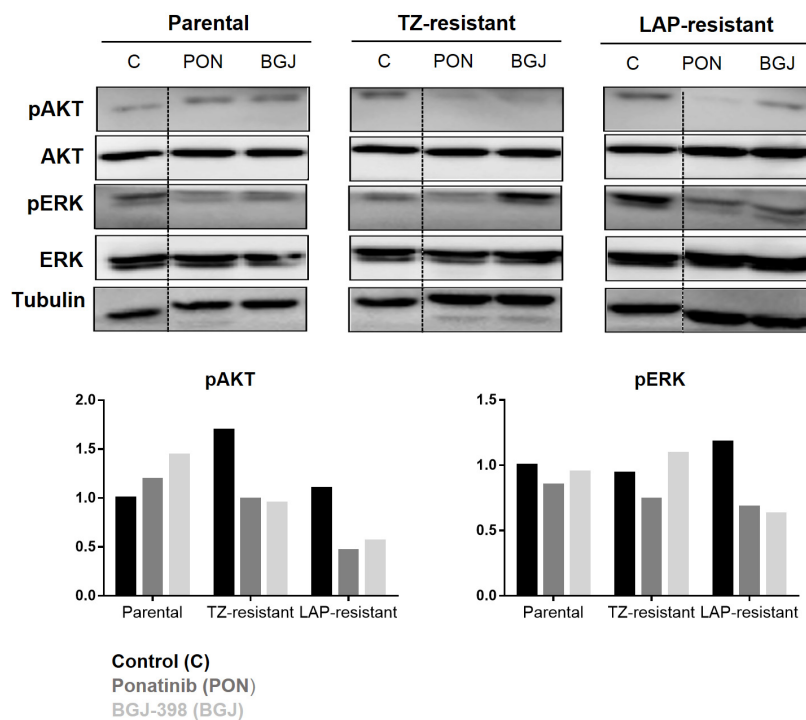 Parental TZ-resistant LAP-resistant
C PON BGJ C PON BGJ C PON BGJ
pAKT
AKT
pERK
ERK
Tubulin
pAKT
2.0
1.5
1.0
0.5
0.0
Parental TZ-resistant LAP-resistant
pERK
1.5
1.0
0.5
0.0
Parental TZ-resistant LAP-resistant
Control (C)
Ponatinib (PON)
BGJ-398 (BGJ)